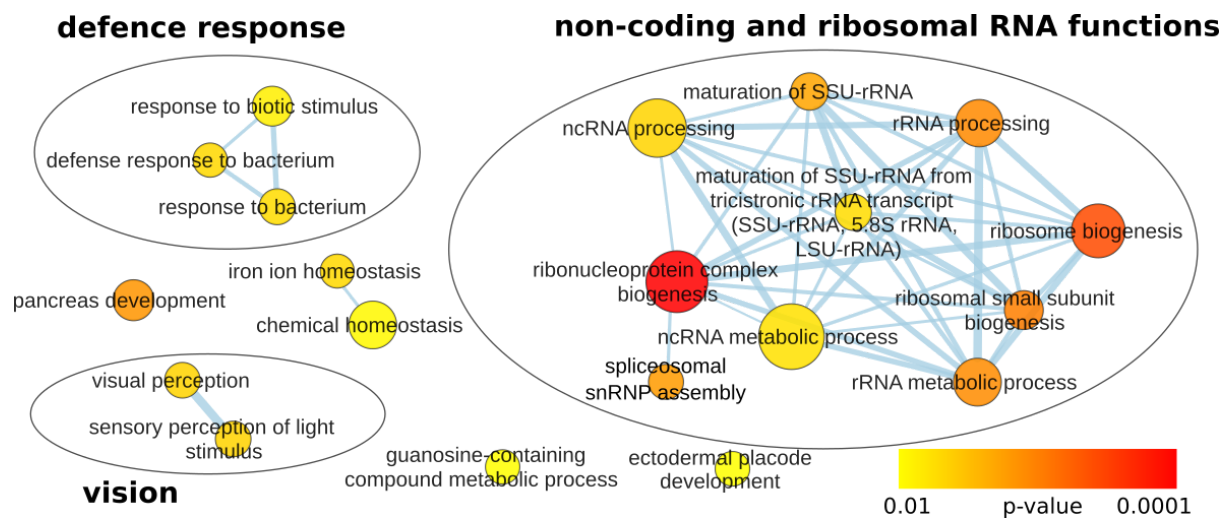 defence response
non-coding and ribosomal RNA functions
response to biotic stimulus
defense response to bacterium
response to bacterium
iron ion homeostasis
pancreas development
chemical homeostasis
visual perception
sensory perception of light
stimulus
vision
maturation of SSU-rRNA
ncRNA processing
rRNA processing
maturation of SSU-rRNA from
tricistronic rRNA transcript
(SSU-rRNA, 5.8S rRNA,
LSU-rRNA)
ribosome biogenesis
ribonucleoprotein complex
biogenesis
ribosomal small subunit
biogenesis
ncRNA metabolic process
spliceosomal
snRNP assembly
rRNA metabolic process
guanosine-containing
compound metabolic process
ectodermal placode
development
0.01 p-value 0.0001